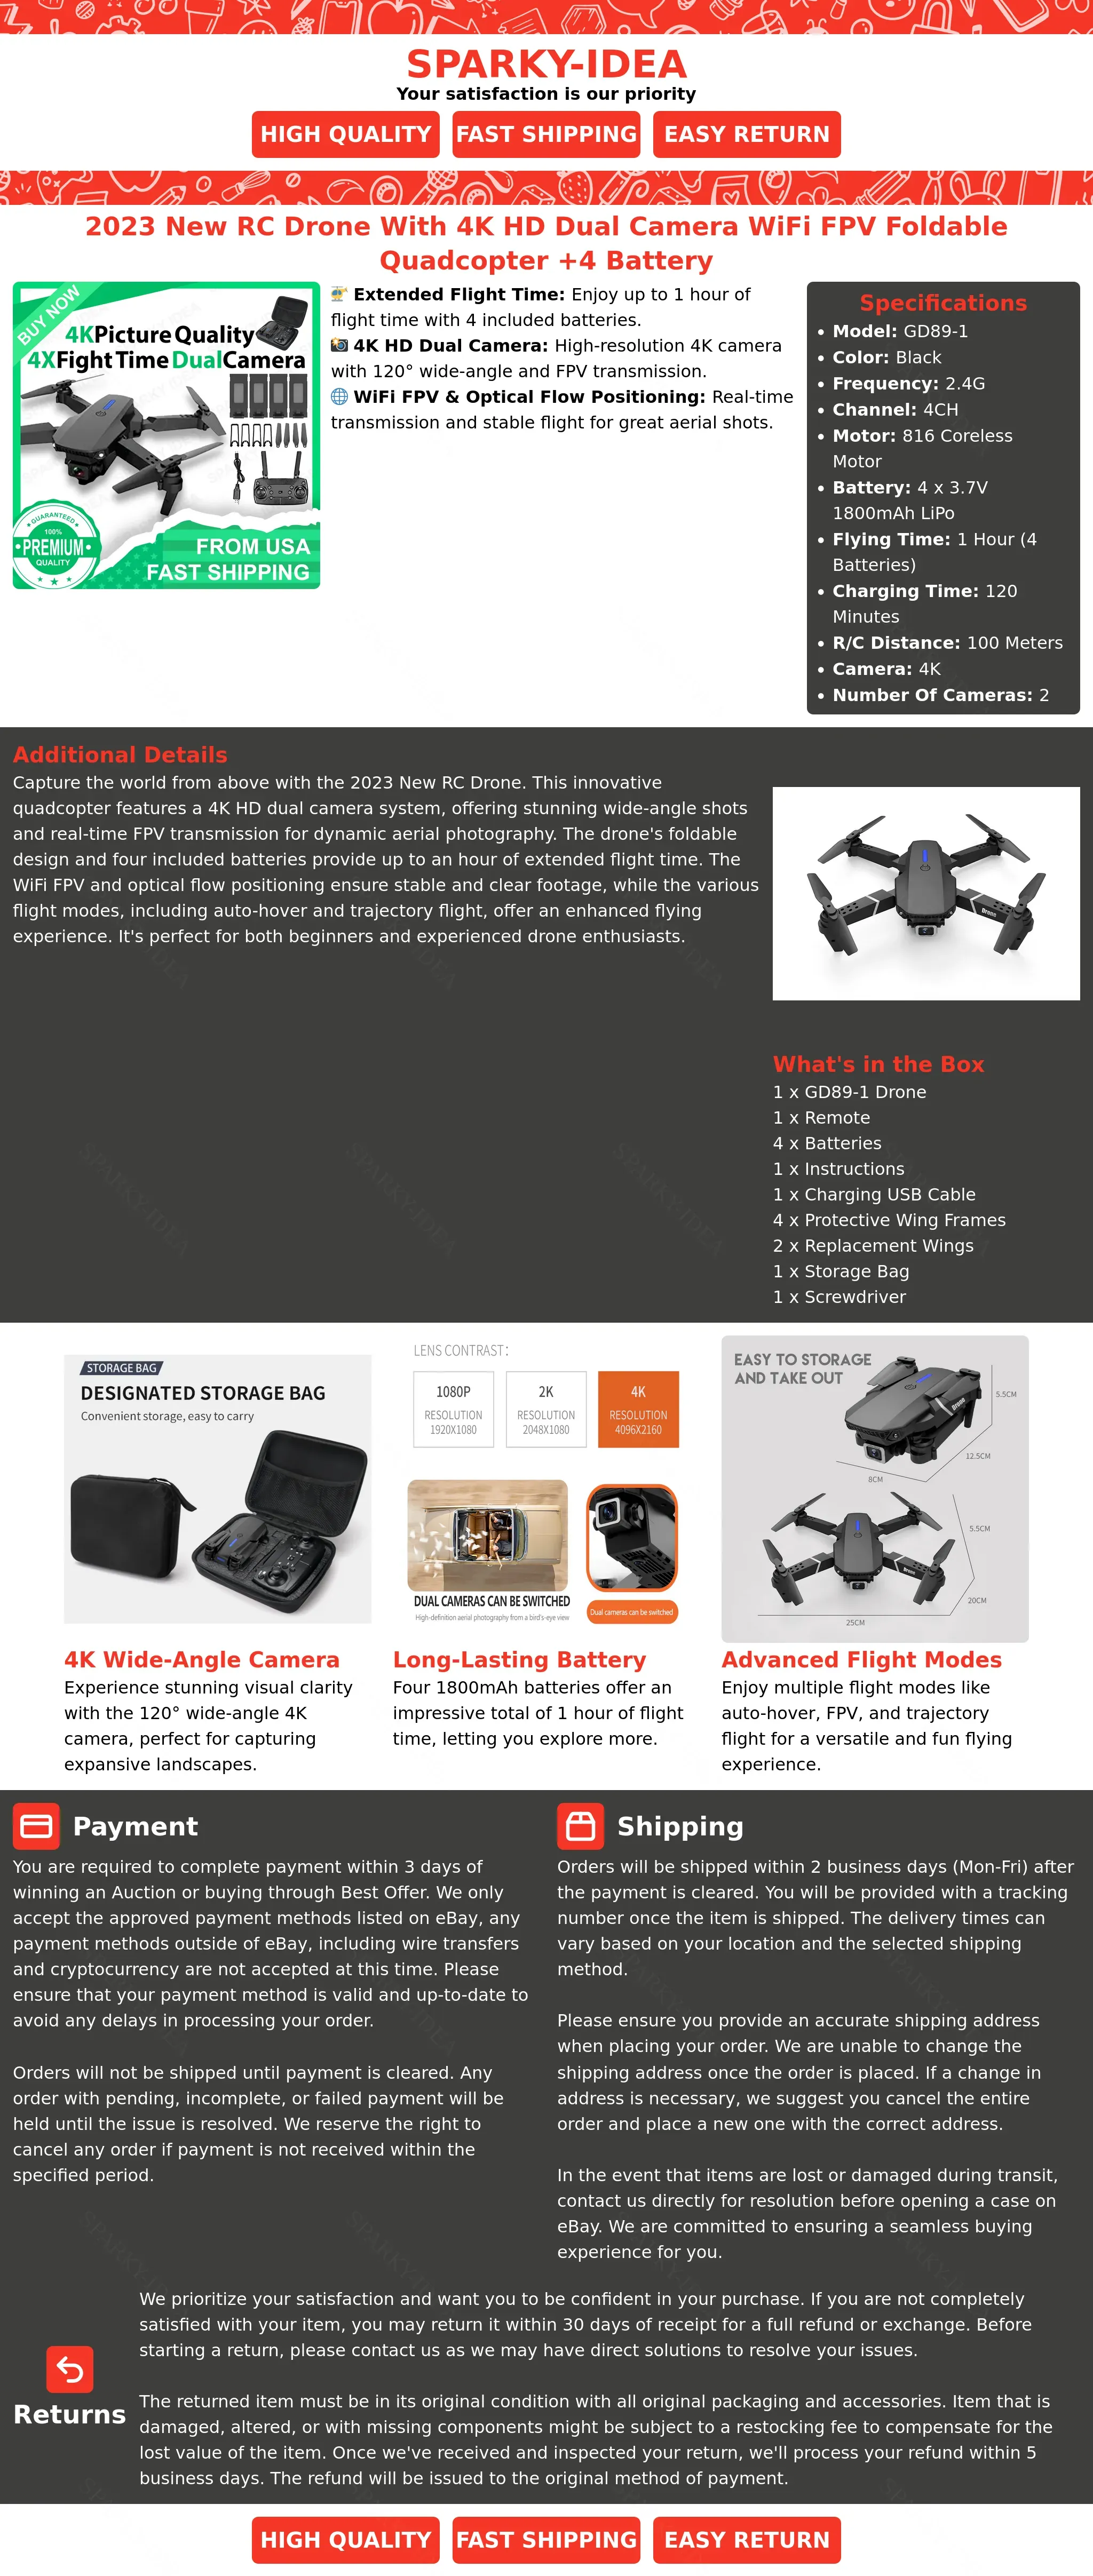 SPARKY-IDEA
Your satisfaction is our priority
HIGH QUALITY
FAST SHIPPING
EASY RETURN
2023 New RC Drone With 4K HD Dual Camera WiFi FPV Foldable
Quadcopter +4 Battery
BUY NOW
4KPicture Quality
4XFight Time DualCamera
GUARANTEED
100%
PREMIUM
QUALITY
FROM USA
FAST SHIPPING
Extended Flight Time: Enjoy up to 1 hour of
flight time with 4 included batteries.
4K HD Dual Camera: High-resolution 4K camera
with 120° wide-angle and FPV transmission.
WiFi FPV & Optical Flow Positioning: Real-time
transmission and stable flight for great aerial shots.
Specifications
• Model: GD89-1
• Color: Black
• Frequency: 2.4G
• Channel: 4CH
• Motor: 816 Coreless
Motor
• Battery: 4 x 3.7V
1800mAh LiPo
• Flying Time: 1 Hour (4
Batteries)
• Charging Time: 120
Minutes
• R/C Distance: 100 Meters
• Camera: 4K
• Number Of Cameras: 2
Additional Details
Capture the world from above with the 2023 New RC Drone. This innovative
quadcopter features a 4K HD dual camera system, offering stunning wide-angle shots
and real-time FPV transmission for dynamic aerial photography. The drone's foldable
design and four included batteries provide up to an hour of extended flight time. The
WiFi FPV and optical flow positioning ensure stable and clear footage, while the various
flight modes, including auto-hover and trajectory flight, offer an enhanced flying
experience. It's perfect for both beginners and experienced drone enthusiasts.
Drone
What's in the Box
1 x GD89-1 Drone
1 x Remote
4 x Batteries
1 x Instructions
1 x Charging USB Cable
4 x Protective Wing Frames
2 x Replacement Wings
1 x Storage Bag
1 x Screwdriver
STORAGE BAG
DESIGNATED STORAGE BAG
Convenient storage, easy to carry
LENS CONTRAST:
1080P
RESOLUTION
1920X1080
2K
RESOLUTION
2048X1080
4K
RESOLUTION
4096X2160
DUAL CAMERAS CAN BE SWITCHED
High-definition aerial photography from a bird's-eye view
Dual cameras can be switched
EASY TO STORAGE
AND TAKE OUT
Drone
5.5CM
12.5CM
8CM
Drone
5.5CM
20CM
25CM
4K Wide-Angle Camera
Experience stunning visual clarity
with the 120° wide-angle 4K
camera, perfect for capturing
expansive landscapes.
Long-Lasting Battery
Four 1800mAh batteries offer an
impressive total of 1 hour of flight
time, letting you explore more.
Advanced Flight Modes
Enjoy multiple flight modes like
auto-hover, FPV, and trajectory
flight for a versatile and fun flying
experience.
Payment
You are required to complete payment within 3 days of
winning an Auction or buying through Best Offer. We only
accept the approved payment methods listed on eBay, any
payment methods outside of eBay, including wire transfers
and cryptocurrency are not accepted at this time. Please
ensure that your payment method is valid and up-to-date to
avoid any delays in processing your order.
Orders will not be shipped until payment is cleared. Any
order with pending, incomplete, or failed payment will be
held until the issue is resolved. We reserve the right to
cancel any order if payment is not received within the
specified period.
Shipping
Orders will be shipped within 2 business days (Mon-Fri) after
the payment is cleared. You will be provided with a tracking
number once the item is shipped. The delivery times can
vary based on your location and the selected shipping
method.
Please ensure you provide an accurate shipping address
when placing your order. We are unable to change the
shipping address once the order is placed. If a change in
address is necessary, we suggest you cancel the entire
order and place a new one with the correct address.
In the event that items are lost or damaged during transit,
contact us directly for resolution before opening a case on
eBay. We are committed to ensuring a seamless buying
experience for you.
Returns
We prioritize your satisfaction and want you to be confident in your purchase. If you are not completely
satisfied with your item, you may return it within 30 days of receipt for a full refund or exchange. Before
starting a return, please contact us as we may have direct solutions to resolve your issues.
The returned item must be in its original condition with all original packaging and accessories. Item that is
damaged, altered, or with missing components might be subject to a restocking fee to compensate for the
lost value of the item. Once we've received and inspected your return, we'll process your refund within 5
business days. The refund will be issued to the original method of payment.
HIGH QUALITY
FAST SHIPPING
EASY RETURN